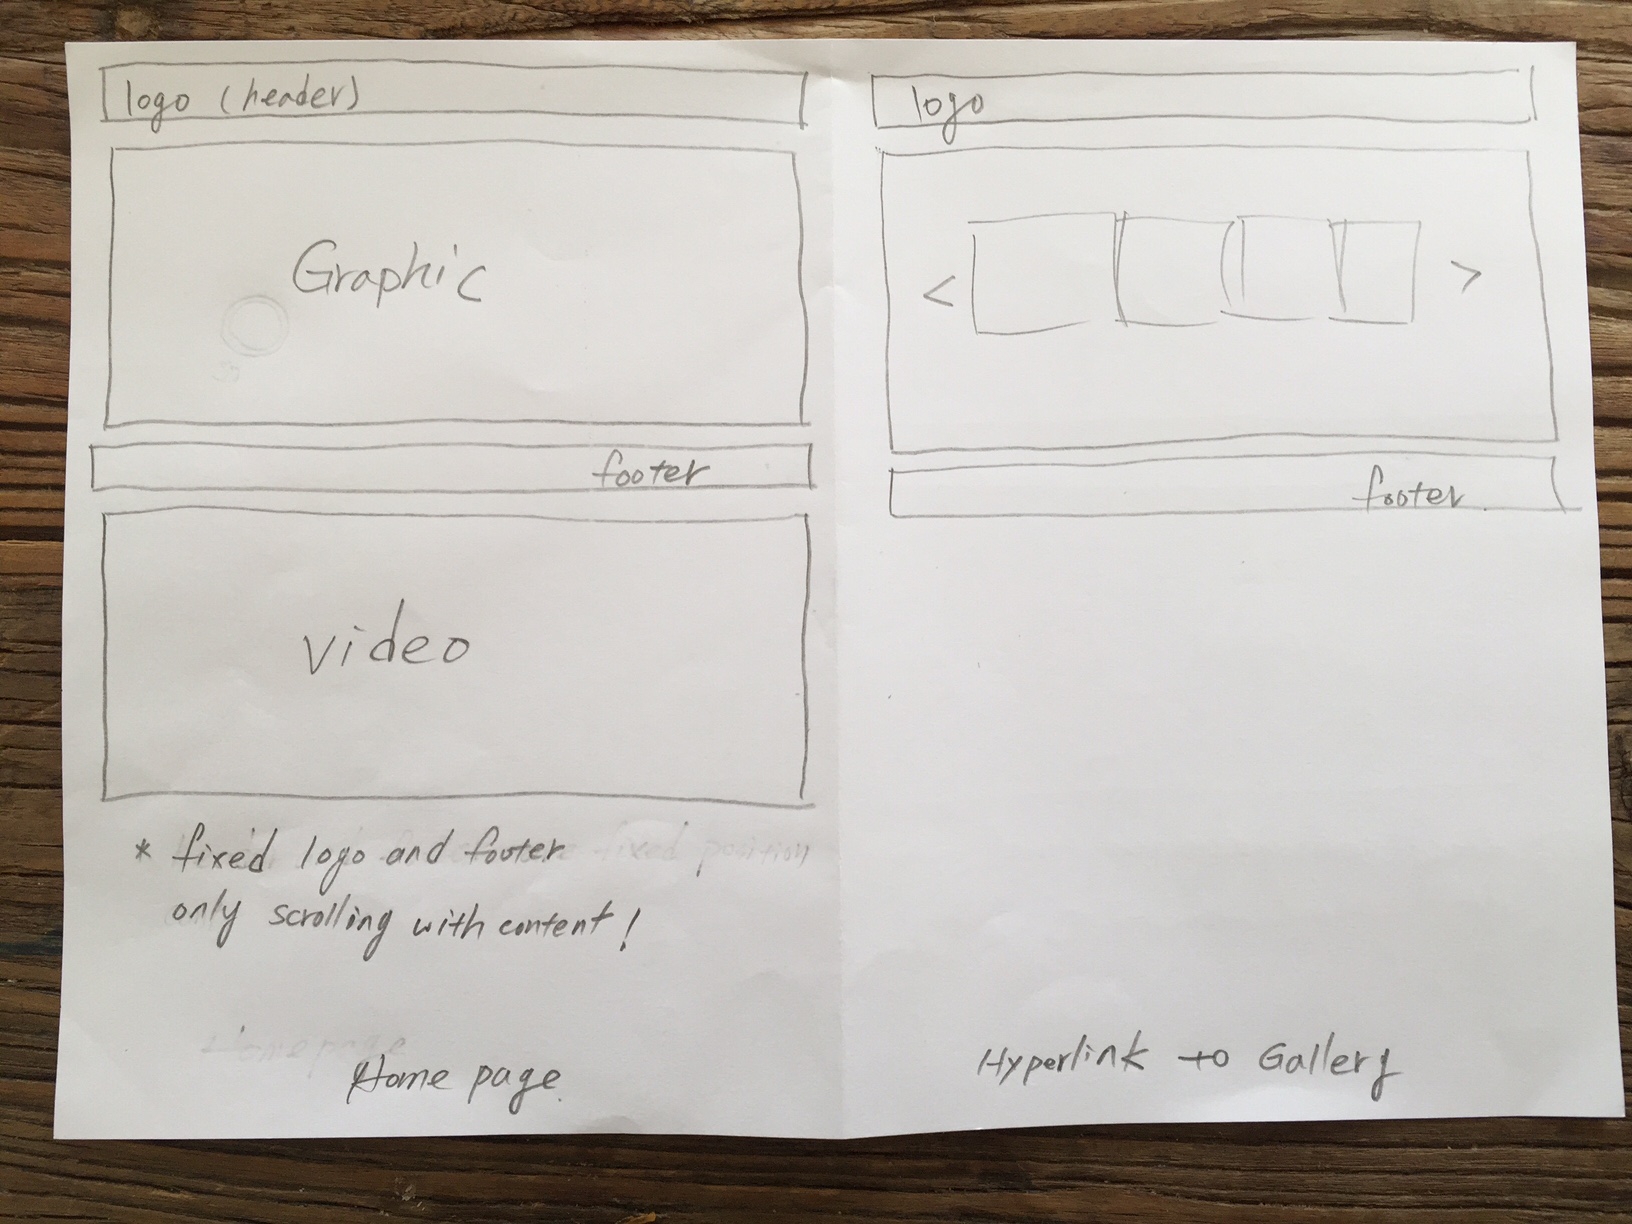 logo (header)
Graphic
footer
video
* fixed logo and footer
fixed position
only scrolling with content!
Homepage
Home page.
logo
< >
footer
Hyperlink to Gallery